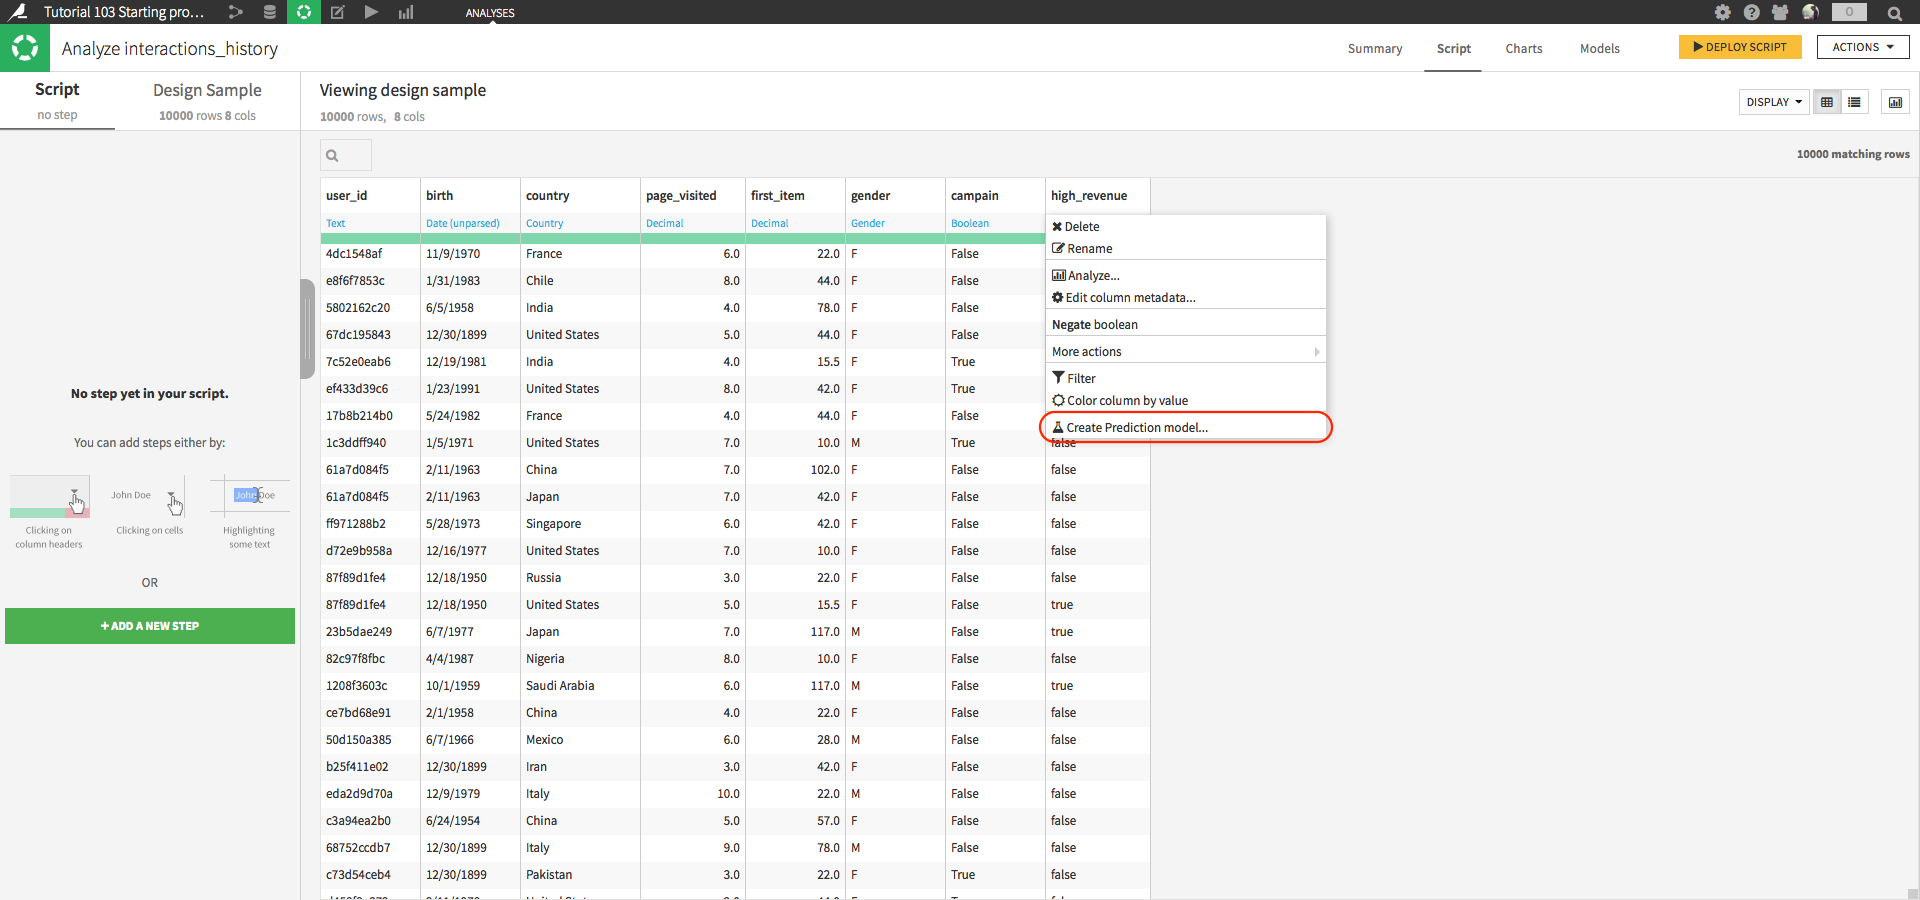 Tutorial 103 Starting pro...
ANALYSES
0
Analyze interactions_history
Summary
Script
Charts
Models
DEPLOY SCRIPT
ACTIONS
Script
no step
Design Sample
10000 rows 8 cols
Viewing design sample
10000 rows, 8 cols
DISPLAY
10000 matching rows
No step yet in your script.
You can add steps either by:
John Doe
John Doe
Clicking on
column headers
Clicking on cells
Highlighting
some text
OR
+ ADD A NEW STEP
user_id birth country page_visited first_item gender campain high_revenue
Text Date (unparsed) Country Decimal Decimal Gender Boolean
4dc1548af 11/9/1970 France 6.0 22.0 F False
e8f6f7853c 1/31/1983 Chile 8.0 44.0 F False
5802162c20 6/5/1958 India 4.0 78.0 F False
67dc195843 12/30/1899 United States 5.0 44.0 F False
7c52e0eab6 12/19/1981 India 4.0 15.5 F True
ef433d39c6 1/23/1991 United States 8.0 42.0 F True
17b8b214b0 5/24/1982 France 4.0 44.0 F False
1c3ddff940 1/5/1971 United States 7.0 10.0 M True false
61a7d084f5 2/11/1963 China 7.0 102.0 F False false
61a7d084f5 2/11/1963 Japan 7.0 42.0 F False false
ff971288b2 5/28/1973 Singapore 6.0 42.0 F False false
d72e9b958a 12/16/1977 United States 7.0 10.0 F False false
87f89d1fe4 12/18/1950 Russia 3.0 22.0 F False false
87f89d1fe4 12/18/1950 United States 5.0 15.5 F False true
23b5dae249 6/7/1977 Japan 7.0 117.0 M False true
82c97f8fbc 4/4/1987 Nigeria 8.0 10.0 F False false
1208f3603c 10/1/1959 Saudi Arabia 6.0 117.0 M False true
ce7bd68e91 2/1/1958 China 4.0 22.0 F False false
50d150a385 6/7/1966 Mexico 6.0 28.0 M False false
b25f411e02 12/30/1899 Iran 3.0 42.0 F False false
eda2d9d70a 12/9/1979 Italy 10.0 22.0 M False false
c3a94ea2b0 6/24/1954 China 5.0 57.0 F False false
68752ccdb7 12/30/1899 Italy 9.0 78.0 M False false
c73d54ceb4 12/30/1899 Pakistan 3.0 22.0 F True false
Delete
Rename
Analyze...
Edit column metadata...
Negate boolean
More actions
Filter
Color column by value
Create Prediction model...